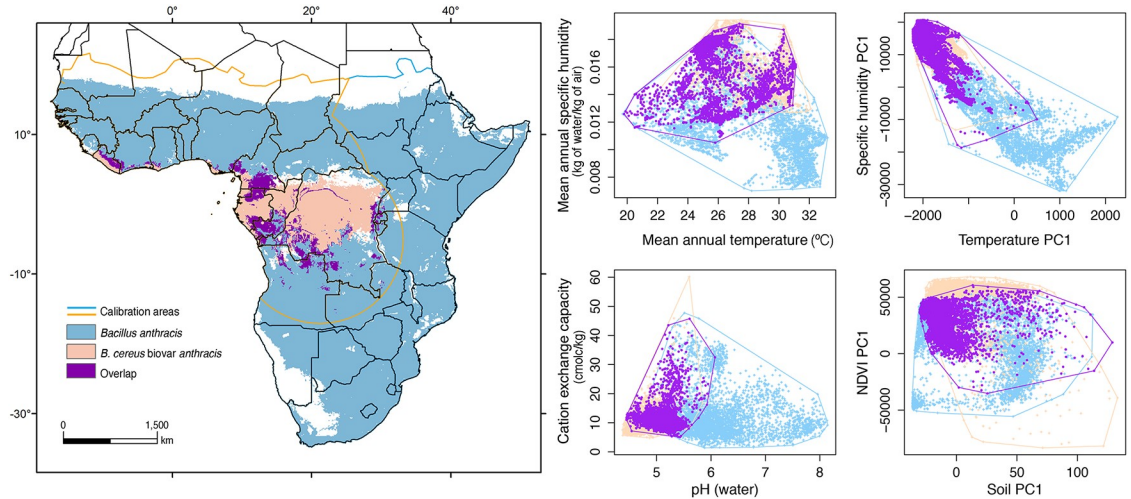 0°
20°
40°
10°
-10°
-30°
Calibration areas
Bacillus anthracis
B. cereus biovar anthracis
Overlap
0
1,500
km
Mean annual specific humidity
(kg of water/kg of air)
0.008
0.012
0.016
20
22
24
26
28
30
32
Mean annual temperature (ºC)
Specific humidity PC1
10000
-10000
-30000
−2000
0
1000
2000
Temperature PC1
Cation exchange capacity
(cmolc/kg)
60
50
40
30
20
10
0
5
6
7
8
pH (water)
NDVI PC1
50000
0
-50000
0
50
100
Soil PC1